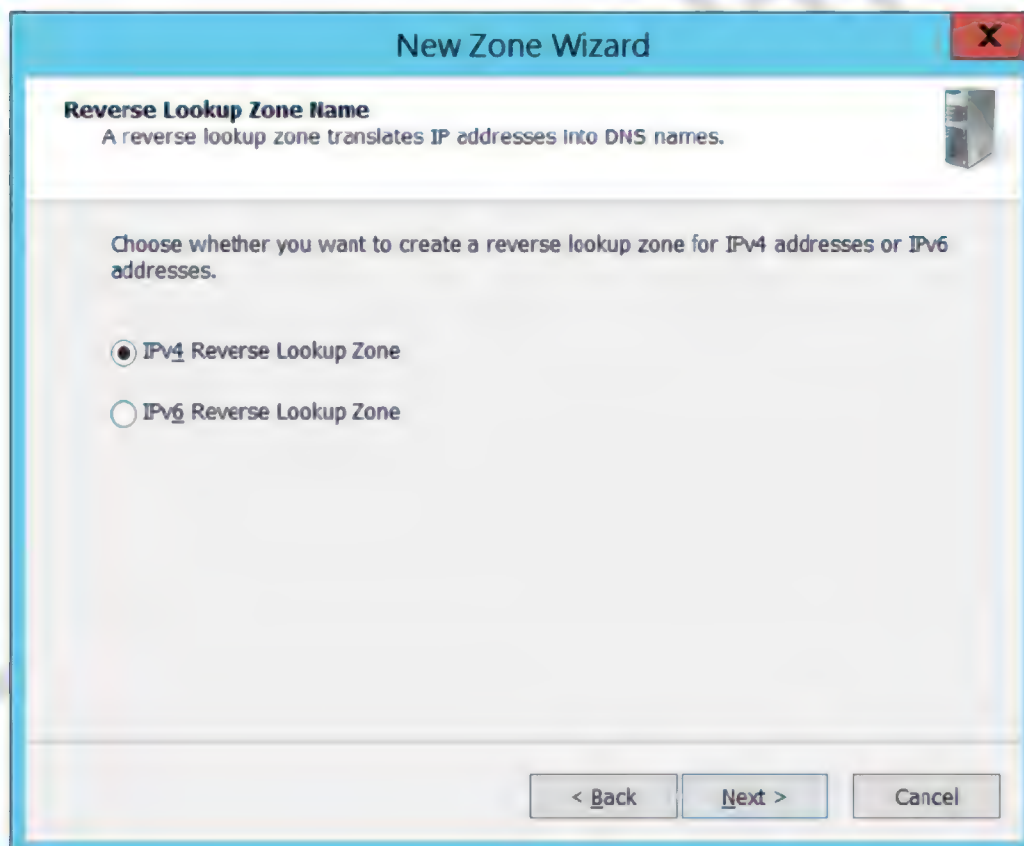 New Zone Wizard
X
Reverse Lookup Zone Name
A reverse lookup zone translates IP addresses into DNS names.
Choose whether you want to create a reverse lookup zone for IPv4 addresses or IPv6
addresses.
IPv4 Reverse Lookup Zone
IPv6 Reverse Lookup Zone
< Back Next > Cancel